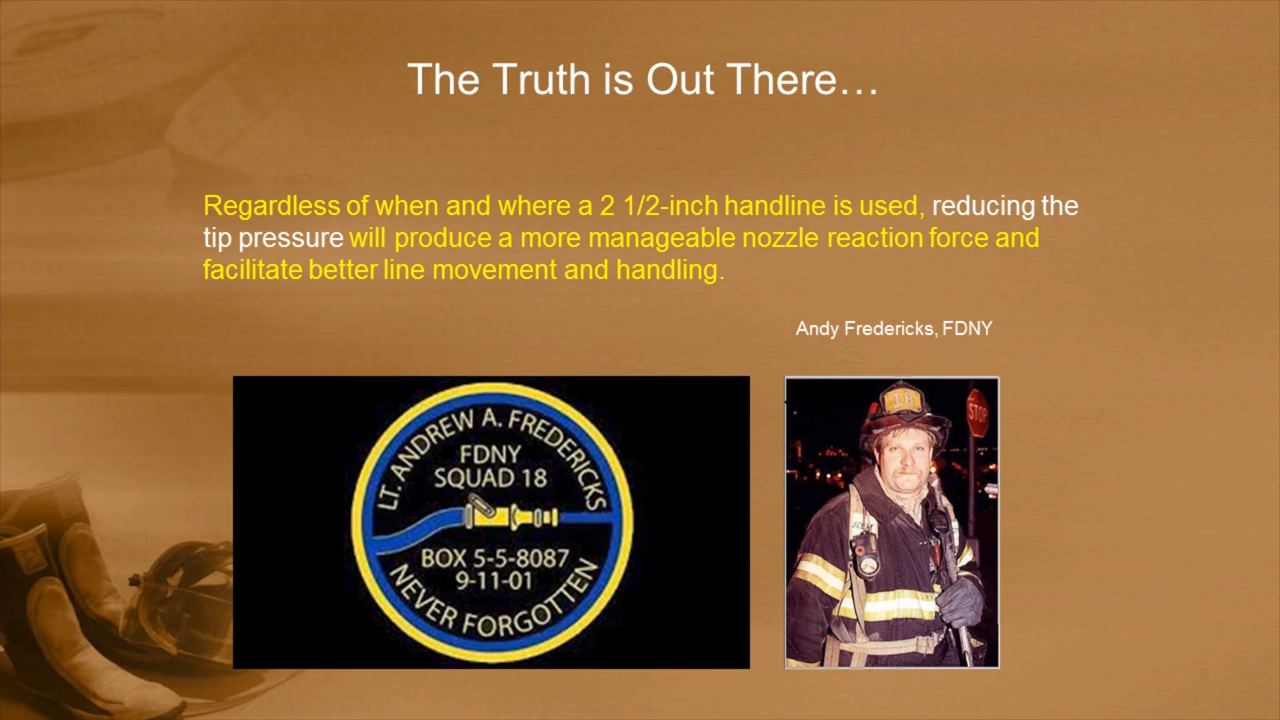 The Truth is Out There…
Regardless of when and where a 2 1/2-inch handline is used, reducing the
tip pressure will produce a more manageable nozzle reaction force and
facilitate better line movement and handling.
Andy Fredericks, FDNY
LT. ANDREW A. FREDERICKS
FDNY
SQUAD 18
BOX 5-5-8087
9-11-01
NEVER FORGOTTEN
18
STOP